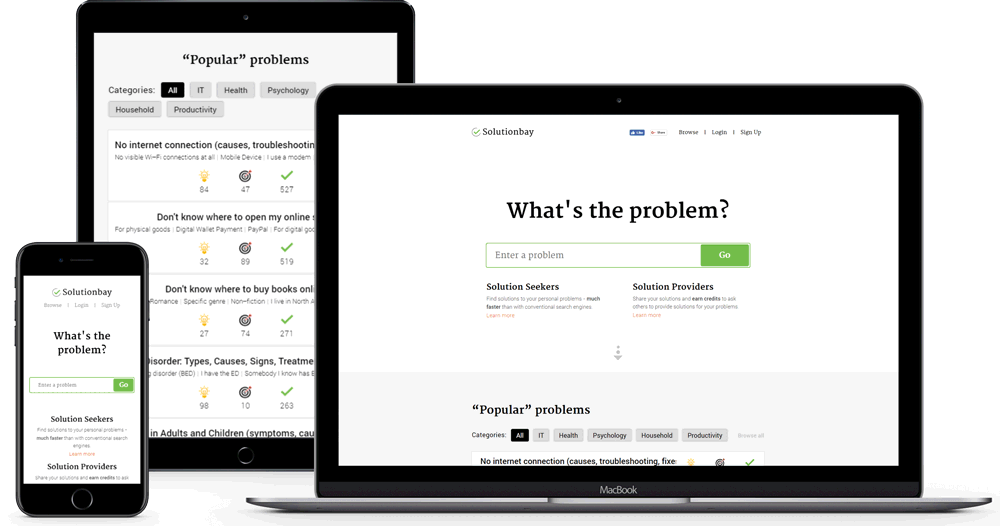 “Popular” problems
Categories: All IT Health Psychology
Household Productivity
No internet connection (causes, troubleshootin
No visible Wi-Fi connections at all | Mobile Device | I use a modem
84 47 527
Don't know where to open my online s
For physical goods | Digital Wallet Payment | PayPal | For digital goo
32 89 519
Don't know where to buy books onli
Romance | Specific genre | Non-fiction | I live in North A
27 74 271
Disorder: Types, Causes, Signs, Treatme
ng disorder (BED) | I have the ED | Somebody I know has E
98 10 263
in Adults and Children (symptoms, cau
Solutionbay
Browse | Login | Sign Up
What's the
problem?
Enter a problem Go
Solution Seekers
Find solutions to your personal problems -
much faster than with conventional search
engines
Learn more
Solution Providers
Share your solutions and earn credits to ask
Solutionbay Like Share Browse | Login | Sign Up
What's the problem?
Enter a problem Go
Solution Seekers
Find solutions to your personal problems - much
faster than with conventional search engines.
Learn more
Solution Providers
Share your solutions and earn credits to ask
others to provide solutions for your problems
Learn more
“Popular” problems
Categories: All IT Health Psychology Household Productivity Browse all
No internet connection (causes, troubleshooting, fixe
MacBook